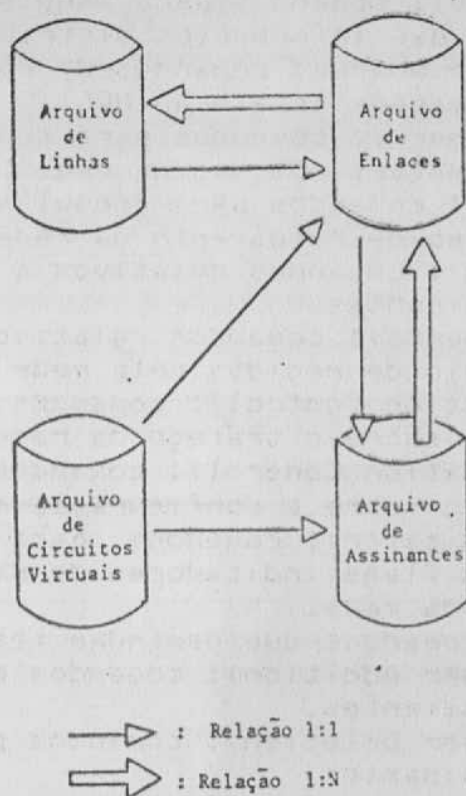 Arquivo
de
Linhas
Arquivo
de
Enlaces
Arquivo
de
Circuitos
Virtuais
Arquivo
de
Assinantes
: Relação 1:1
: Relação 1:N